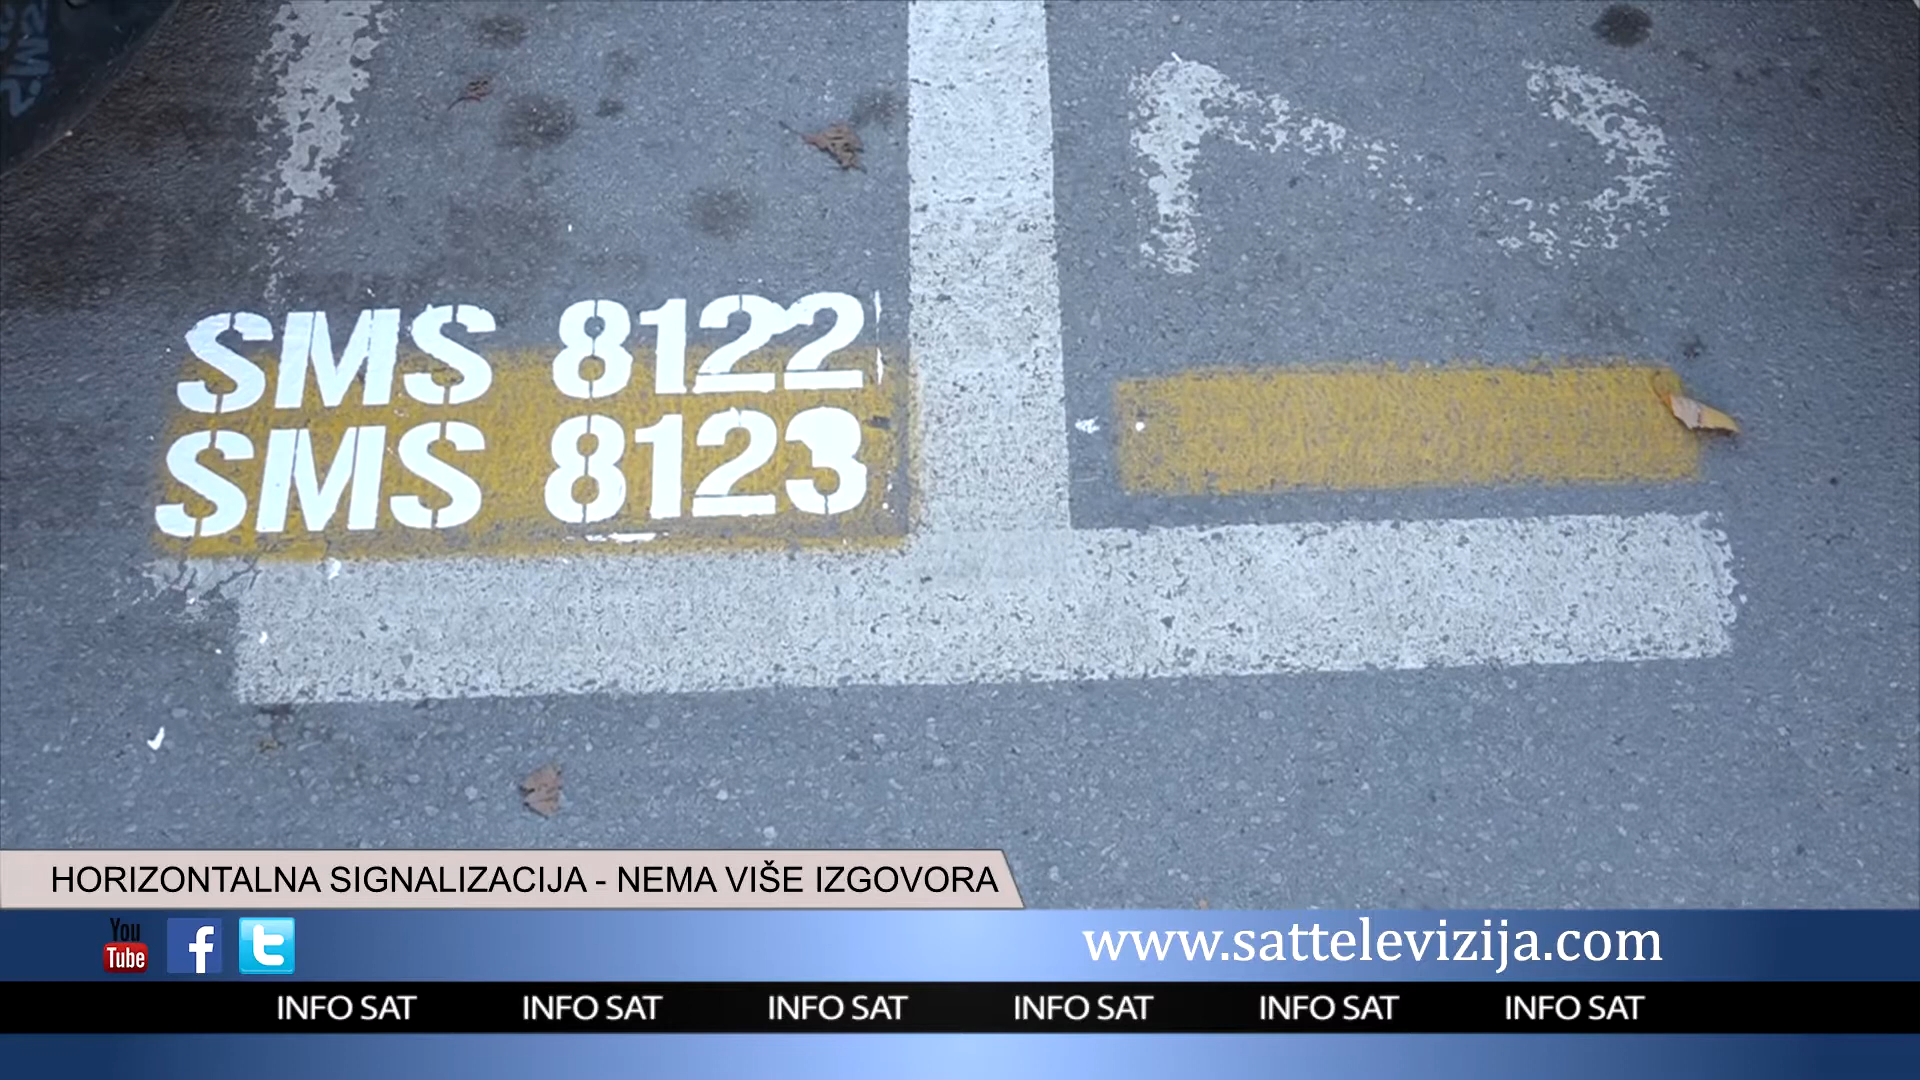 SMS 8122
SMS 8123
HORIZONTALNA SIGNALIZACIJA - NEMA VIŠE IZGOVORA
You
Tube
f
t
www.sattelevizija.com
INFO SAT INFO SAT INFO SAT INFO SAT INFO SAT INFO SAT